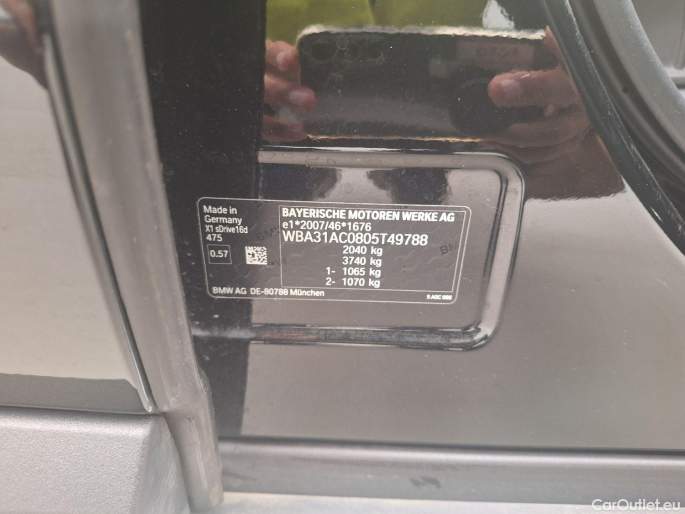 Made in
Germany
X1 sDrive16d
475
0.57
BAYERISCHE MOTOREN WERKE AG
e1*2007/46*1676
WBA31AC0805T49788
2040 kg
3740 kg
1- 1065 kg
2- 1070 kg
BMW AG DE-80788 München
CarOutlet.eu